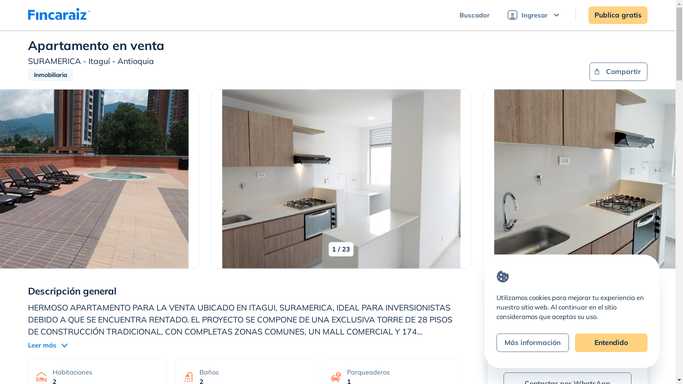 Fincaraiz
Buscador
Ingresar
Publica gratis
Apartamento en venta
SURAMERICA - Itaguí - Antioquia
Inmobiliaria
Compartir
1 / 23
Descripción general
HERMOSO APARTAMENTO PARA LA VENTA UBICADO EN ITAGUI, SURAMERICA, IDEAL PARA INVERSIONISTAS
DEBIDO A QUE SE ENCUENTRA RENTADO. EL PROYECTO SE COMPONE DE UNA EXCLUSIVA TORRE DE 28 PISOS
DE CONSTRUCCIÓN TRADICIONAL, CON COMPLETAS ZONAS COMUNES, UN MALL COMERCIAL Y 174...
Leer más
Habitaciones
2
Baños
2
Parqueaderos
1
Utilizamos cookies para mejorar tu experiencia en
nuestro sitio web. Al continuar en el sitio
consideramos que aceptas su uso.
Más información
Entendido
Contactar por WhatsApp